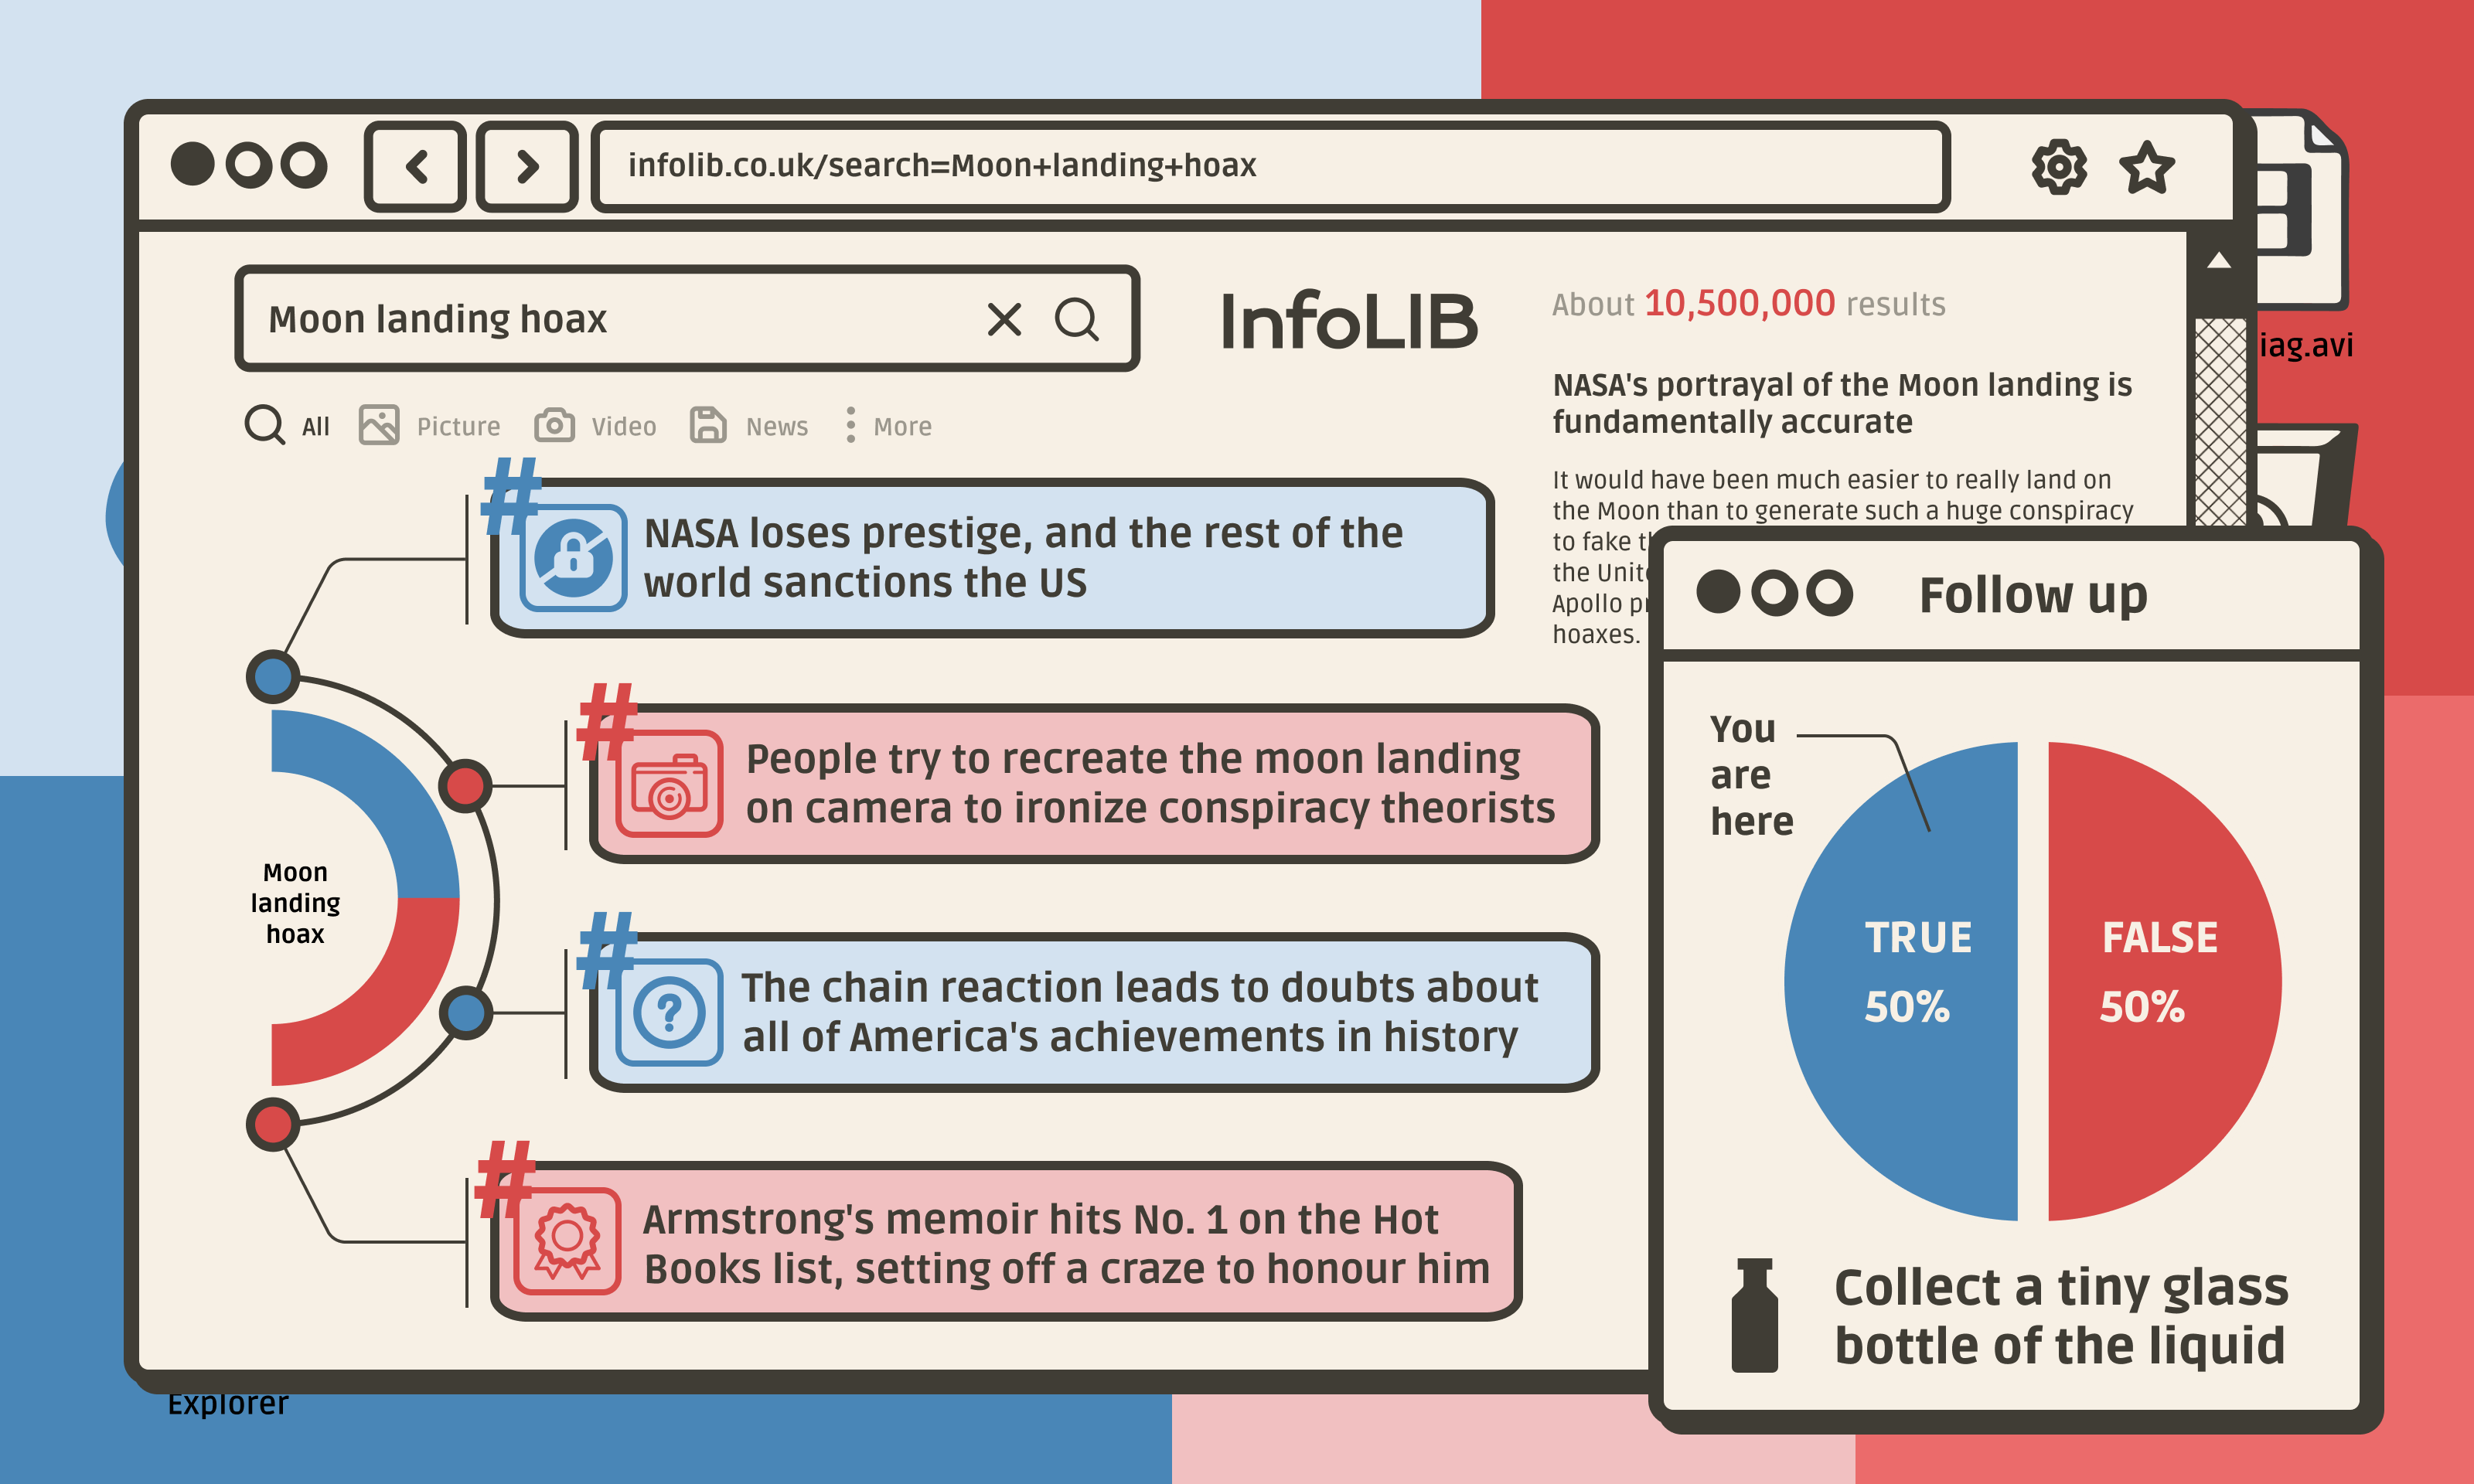 infolib.co.uk/search=Moon+landing+hoax
Moon landing hoax
InfoLIB
About 10,500,000 results
All
Picture
Video
News
More
iag.avi
NASA's portrayal of the Moon landing is
fundamentally accurate
It would have been much easier to really land on
the Moon than to generate such a huge conspiracy
to fake
the
Apollo
hoaxes.
# NASA loses prestige, and the rest of the
world sanctions the US
# People try to recreate the moon landing
on camera to ironize conspiracy theorists
Moon
landing
hoax
# The chain reaction leads to doubts about
all of America's achievements in history
# Armstrong's memoir hits No. 1 on the Hot
Books list, setting off a craze to honour him
Explorer
Follow up
You
are
here
TRUE
50%
FALSE
50%
Collect a tiny glass
bottle of the liquid